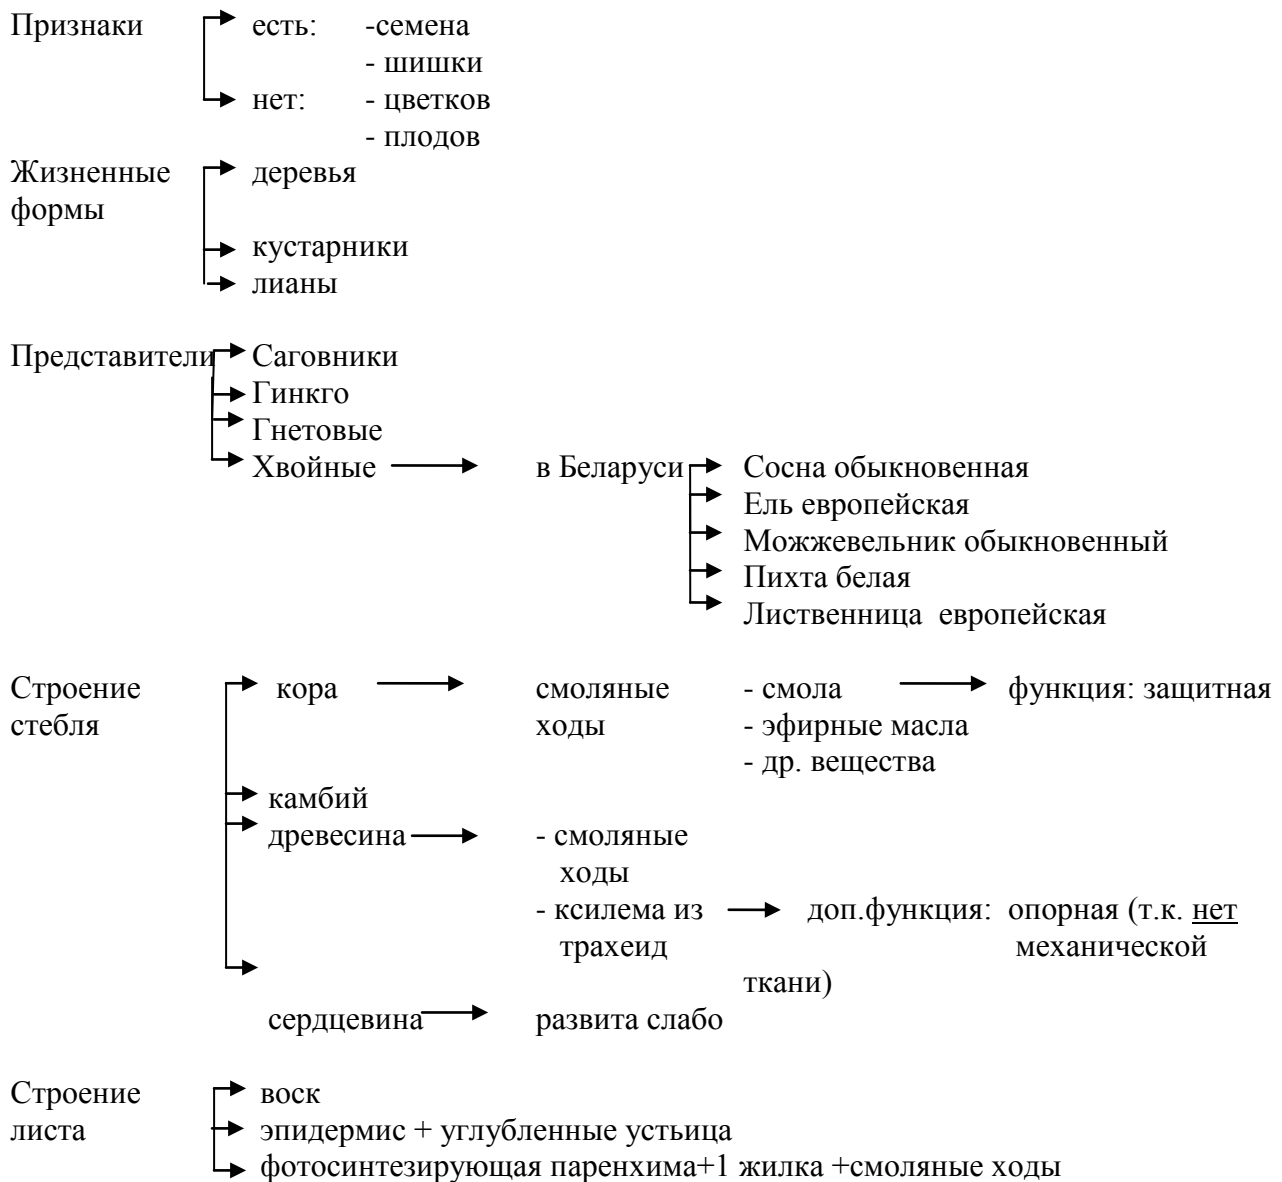 Признаки есть: -семена
- шишки
нет: - цветков
- плодов
Жизненные деревья
формы
кустарники
лианы
Представители Саговники
Гинкго
Гнетовые
Хвойные в Беларуси Сосна обыкновенная
Ель европейская
Можжевельник обыкновенный
Пихта белая
Лиственница европейская
Строение кора смоляные - смола функция: защитная
стебля ходы - эфирные масла
- др. вещества
камбий
древесина - смоляные
ходы
- ксилема из доп.функция: опорная (т.к. нет
трахеид механической
ткани)
сердцевина развита слабо
Строение воск
листа эпидермис + углубленные устьица
фотосинтезирующая паренхима+1 жилка +смоляные ходы